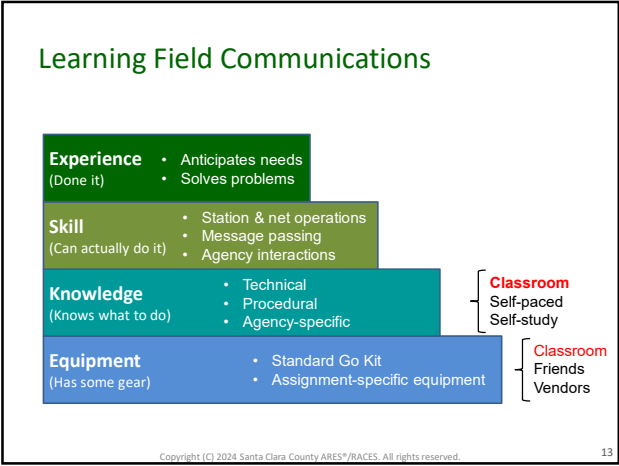 Learning Field Communications
Experience
(Done it)
• Anticipates needs
• Solves problems
Skill
(Can actually do it)
• Station & net operations
• Message passing
• Agency interactions
Knowledge
(Knows what to do)
• Technical
• Procedural
• Agency-specific
Classroom
Self-paced
Self-study
Equipment
(Has some gear)
• Standard Go Kit
• Assignment-specific equipment
Classroom
Friends
Vendors
Copyright (C) 2024 Santa Clara County ARES®/RACES. All rights reserved.
13